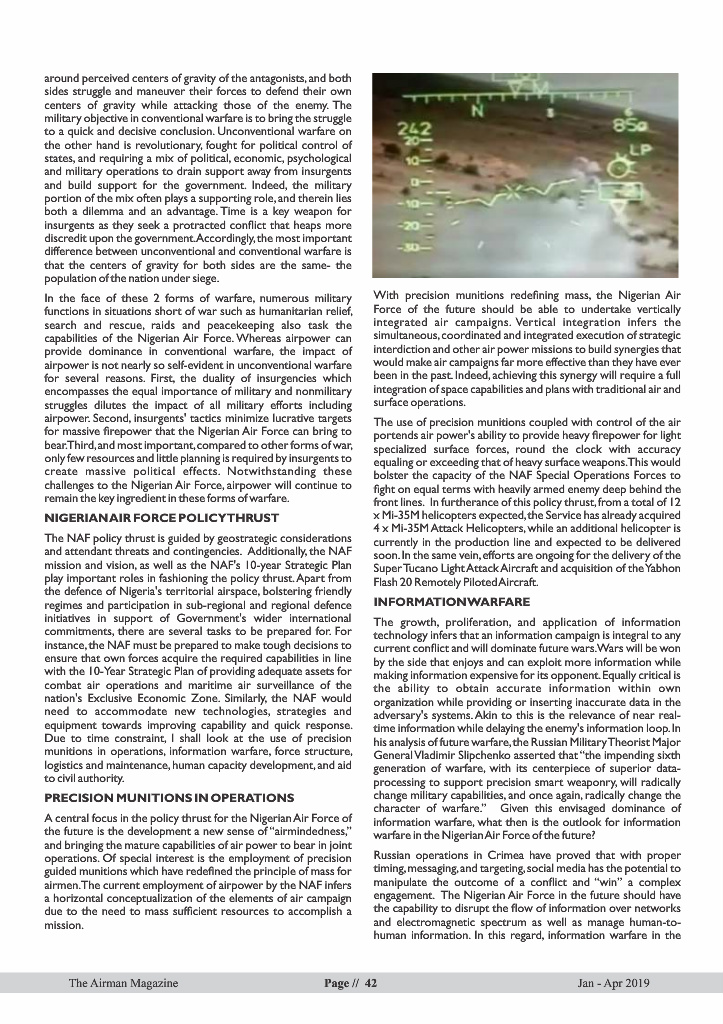 around perceived centers of gravity of the antagonists, and both
sides struggle and maneuver their forces to defend their own
centers of gravity while attacking those of the enemy. The
military objective in conventional warfare is to bring the struggle
to a quick and decisive conclusion. Unconventional warfare on
the other hand is revolutionary, fought for political control of
states, and requiring a mix of political, economic, psychological
and military operations to drain support away from insurgents
and build support for the government. Indeed, the military
portion of the mix often plays a supporting role, and therein lies
both a dilemma and an advantage. Time is a key weapon for
insurgents as they seek a protracted conflict that heaps more
discredit upon the government.Accordingly, the most important
difference between unconventional and conventional warfare is
that the centers of gravity for both sides are the same- the
population of the nation under siege.
In the face of these 2 forms of warfare, numerous military
functions in situations short of war such as humanitarian relief,
search and rescue, raids and peacekeeping also task the
capabilities of the Nigerian Air Force. Whereas airpower can
provide dominance in conventional warfare, the impact of
airpower is not nearly so self-evident in unconventional warfare
for several reasons. First, the duality of insurgencies which
encompasses the equal importance of military and nonmilitary
struggles dilutes the impact of all military efforts including
airpower. Second, insurgents' tactics minimize lucrative targets
for massive firepower that the Nigerian Air Force can bring to
bear.Third, and most important, compared to other forms of war,
only few resources and little planning is required by insurgents to
create massive political effects. Notwithstanding these
challenges to the Nigerian Air Force, airpower will continue to
remain the key ingredient in these forms of warfare.
NIGERIAN AIR FORCE POLICY THRUST
The NAF policy thrust is guided by geostrategic considerations
and attendant threats and contingencies. Additionally, the NAF
mission and vision, as well as the NAF's 10-year Strategic Plan
play important roles in fashioning the policy thrust. Apart from
the defence of Nigeria's territorial airspace, bolstering friendly
regimes and participation in sub-regional and regional defence
initiatives in support of Government's wider international
commitments, there are several tasks to be prepared for. For
instance, the NAF must be prepared to make tough decisions to
ensure that own forces acquire the required capabilities in line
with the 10-Year Strategic Plan of providing adequate assets for
combat air operations and maritime air surveillance of the
nation's Exclusive Economic Zone. Similarly, the NAF would
need to accommodate new technologies, strategies and
equipment towards improving capability and quick response.
Due to time constraint, I shall look at the use of precision
munitions in operations, information warfare, force structure,
logistics and maintenance, human capacity development, and aid
to civil authority.
PRECISION MUNITIONS IN OPERATIONS
A central focus in the policy thrust for the Nigerian Air Force of
the future is the development a new sense of “airmindedness,”
and bringing the mature capabilities of air power to bear in joint
operations. Of special interest is the employment of precision
guided munitions which have redefined the principle of mass for
airmen.The current employment of airpower by the NAF infers
a horizontal conceptualization of the elements of air campaign
due to the need to mass sufficient resources to accomplish a
mission.
N
242
LP
20
10
0
-10
-20
-30
With precision munitions redefining mass, the Nigerian Air
Force of the future should be able to undertake vertically
integrated air campaigns. Vertical integration infers the
simultaneous, coordinated and integrated execution of strategic
interdiction and other air power missions to build synergies that
would make air campaigns far more effective than they have ever
been in the past. Indeed, achieving this synergy will require a full
integration of space capabilities and plans with traditional air and
surface operations.
The use of precision munitions coupled with control of the air
portends air power's ability to provide heavy firepower for light
specialized surface forces, round the clock with accuracy
equaling or exceeding that of heavy surface weapons.This would
bolster the capacity of the NAF Special Operations Forces to
fight on equal terms with heavily armed enemy deep behind the
front lines. In furtherance of this policy thrust, from a total of 12
x Mi-35M helicopters expected, the Service has already acquired
4 x Mi-35M Attack Helicopters, while an additional helicopter is
currently in the production line and expected to be delivered
soon. In the same vein, efforts are ongoing for the delivery of the
Super Tucano Light Attack Aircraft and acquisition of the Yabhon
Flash 20 Remotely Piloted Aircraft.
INFORMATION WARFARE
The growth, proliferation, and application of information
technology infers that an information campaign is integral to any
current conflict and will dominate future wars.Wars will be won
by the side that enjoys and can exploit more information while
making information expensive for its opponent. Equally critical is
the ability to obtain accurate information within own
organization while providing or inserting inaccurate data in the
adversary's systems. Akin to this is the relevance of near real-
time information while delaying the enemy's information loop. In
his analysis of future warfare, the Russian Military Theorist Major
General Vladimir Slipchenko asserted that “the impending sixth
generation of warfare, with its centerpiece of superior data-
processing to support precision smart weaponry, will radically
change military capabilities, and once again, radically change the
character of warfare.” Given this envisaged dominance of
information warfare, what then is the outlook for information
warfare in the Nigerian Air Force of the future?
Russian operations in Crimea have proved that with proper
timing, messaging, and targeting, social media has the potential to
manipulate the outcome of a conflict and “win” a complex
engagement. The Nigerian Air Force in the future should have
the capability to disrupt the flow of information over networks
and electromagnetic spectrum as well as manage human-to-
human information. In this regard, information warfare in the
The Airman Magazine
Page // 42
Jan - Apr 2019